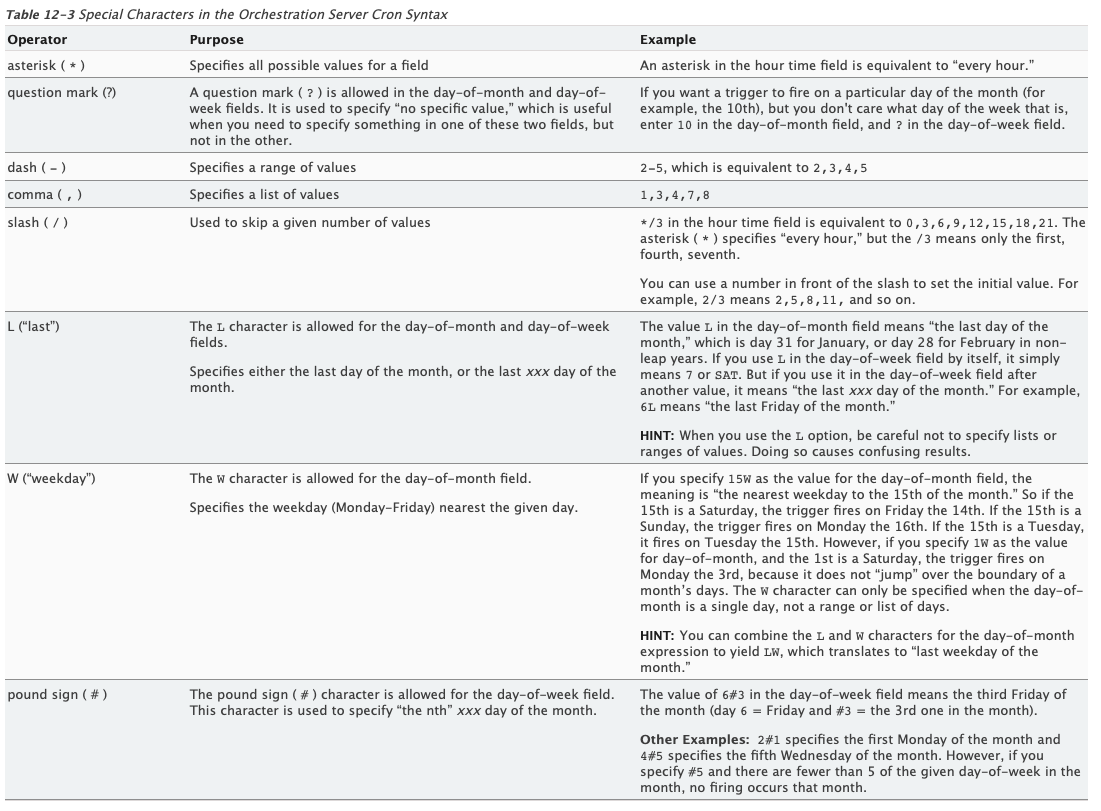 Table 12-3 Special Characters in the Orchestration Server Cron Syntax
Operator Purpose Example
asterisk ( * ) Specifies all possible values for a field An asterisk in the hour time field is equivalent to “every hour.”
question mark (?)
A question mark ( ? ) is allowed in the day-of-month and day-of-
week fields. It is used to specify “no specific value,” which is useful
when you need to specify something in one of these two fields, but
not in the other.
If you want a trigger to fire on a particular day of the month (for
example, the 10th), but you don’t care what day of the week that is,
enter 10 in the day-of-month field, and ? in the day-of-week field.
dash ( - ) Specifies a range of values 2-5, which is equivalent to 2,3,4,5
comma ( , ) Specifies a list of values 1,3,4,7,8
slash ( / )
Used to skip a given number of values
*/3 in the hour time field is equivalent to 0,3,6,9,12,15,18,21. The
asterisk ( * ) specifies “every hour,” but the /3 means only the first,
fourth, seventh.
You can use a number in front of the slash to set the initial value. For
example, 2/3 means 2,5,8,11, and so on.
L (“last”)
The L character is allowed for the day-of-month and day-of-week
fields.
Specifies either the last day of the month, or the last xxx day of the
month.
The value L in the day-of-month field means “the last day of the
month,” which is day 31 for January, or day 28 for February in non-
leap years. If you use L in the day-of-week field by itself, it simply
means 7 or SAT. But if you use it in the day-of-week field after
another value, it means “the last xxx day of the month.” For example,
6L means “the last Friday of the month.”
HINT: When you use the L option, be careful not to specify lists or
ranges of values. Doing so causes confusing results.
W (“weekday”)
The W character is allowed for the day-of-month field.
Specifies the weekday (Monday-Friday) nearest the given day.
If you specify 15W as the value for the day-of-month field, the
meaning is “the nearest weekday to the 15th of the month.” So if the
15th is a Saturday, the trigger fires on Friday the 14th. If the 15th is a
Sunday, the trigger fires on Monday the 16th. If the 15th is a Tuesday,
it fires on Tuesday the 15th. However, if you specify 1W as the value
for day-of-month, and the 1st is a Saturday, the trigger fires on
Monday the 3rd, because it does not “jump” over the boundary of a
month’s days. The W character can only be specified when the day-of-
month is a single day, not a range or list of days.
HINT: You can combine the L and W characters for the day-of-month
expression to yield LW, which translates to “last weekday of the
month.”
pound sign ( # )
The pound sign ( # ) character is allowed for the day-of-week field.
This character is used to specify “the nth” xxx day of the month.
The value of 6#3 in the day-of-week field means the third Friday of
the month (day 6 = Friday and #3 = the 3rd one in the month).
Other Examples: 2#1 specifies the first Monday of the month and
4#5 specifies the fifth Wednesday of the month. However, if you
specify #5 and there are fewer than 5 of the given day-of-week in the
month, no firing occurs that month.